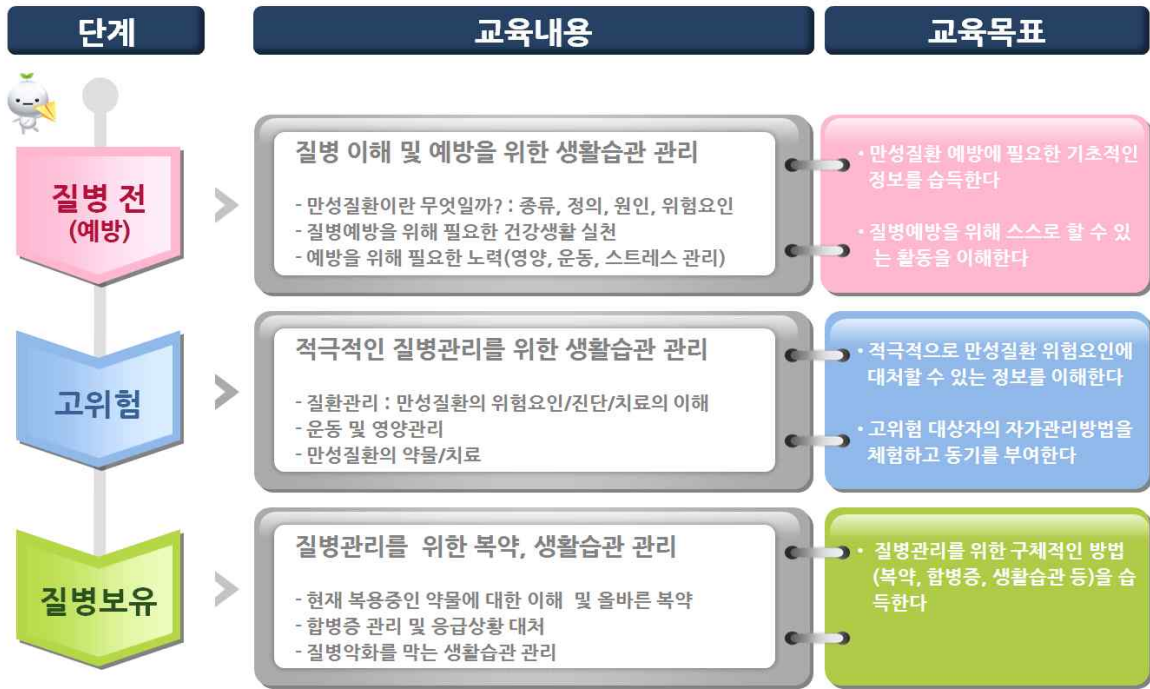 단계
교육내용
교육목표
질병 전
(예방)
질병 이해 및 예방을 위한 생활습관 관리
- 만성질환이란 무엇일까? : 종류, 정의, 원인, 위험요인
- 질병예방을 위해 필요한 건강생활 실천
- 예방을 위해 필요한 노력(영양, 운동, 스트레스 관리)
• 만성질환 예방에 필요한 기초적인
정보를 습득한다
• 질병예방을 위해 스스로 할 수 있
는 활동을 이해한다
고위험
적극적인 질병관리를 위한 생활습관 관리
- 질환관리 : 만성질환의 위험요인/진단/치료의 이해
- 운동 및 영양관리
- 만성질환의 약물/치료
• 적극적으로 만성질환 위험요인에
대처할 수 있는 정보를 이해한다
• 고위험 대상자의 자가관리방법을
체험하고 동기를 부여한다
질병보유
질병관리를 위한 복약, 생활습관 관리
- 현재 복용중인 약물에 대한 이해 및 올바른 복약
- 합병증 관리 및 응급상황 대처
- 질병악화를 막는 생활습관 관리
• 질병관리를 위한 구체적인 방법
(복약, 합병증, 생활습관 등)을 습
득한다